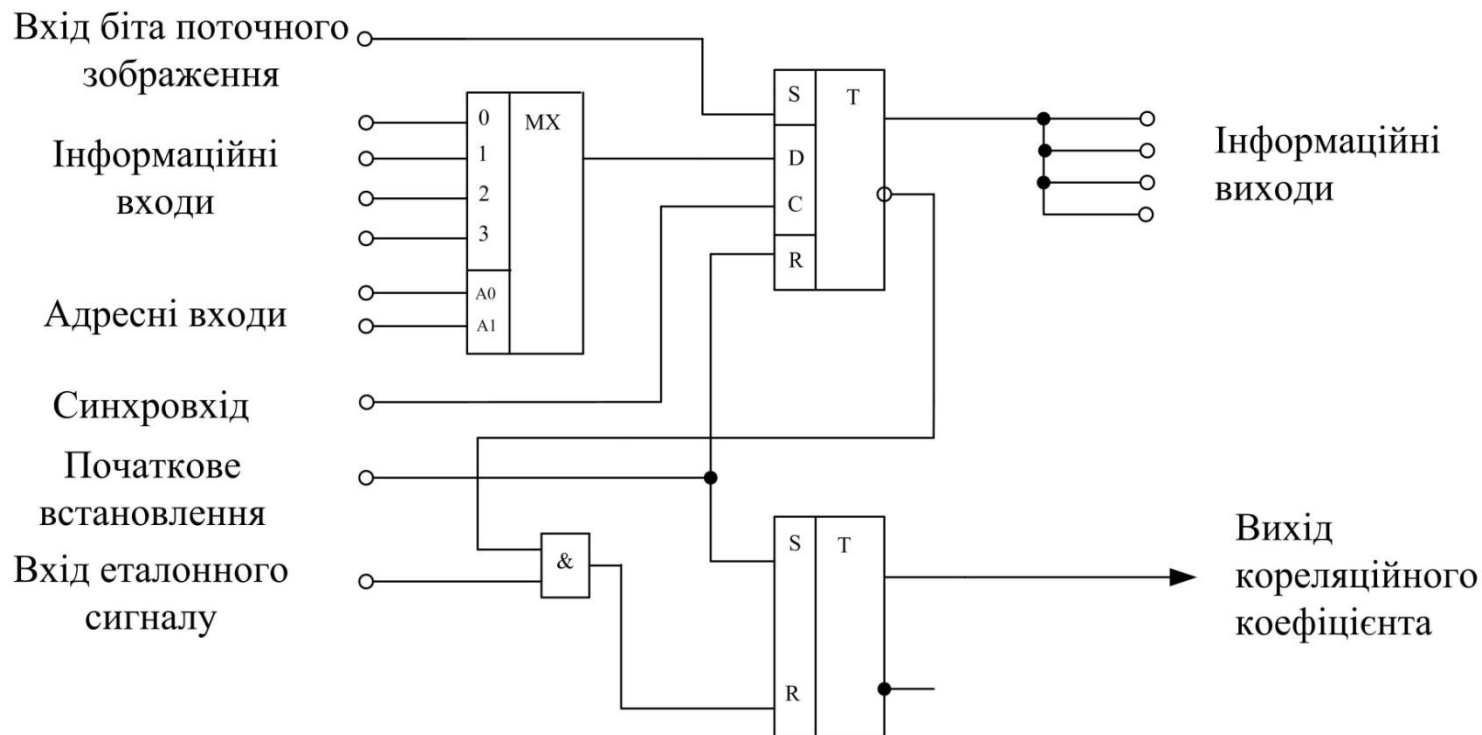 Вхід біта поточного
зображення
Інформаційні
входи
Адресні входи
Синхровхід
Початкове
встановлення
Вхід еталонного
сигналу
0
1
2
3
A0
A1
MX
&
S
D
C
R
T
S
R
T
Інформаційні
виходи
Вихід
кореляційного
коефіцієнта